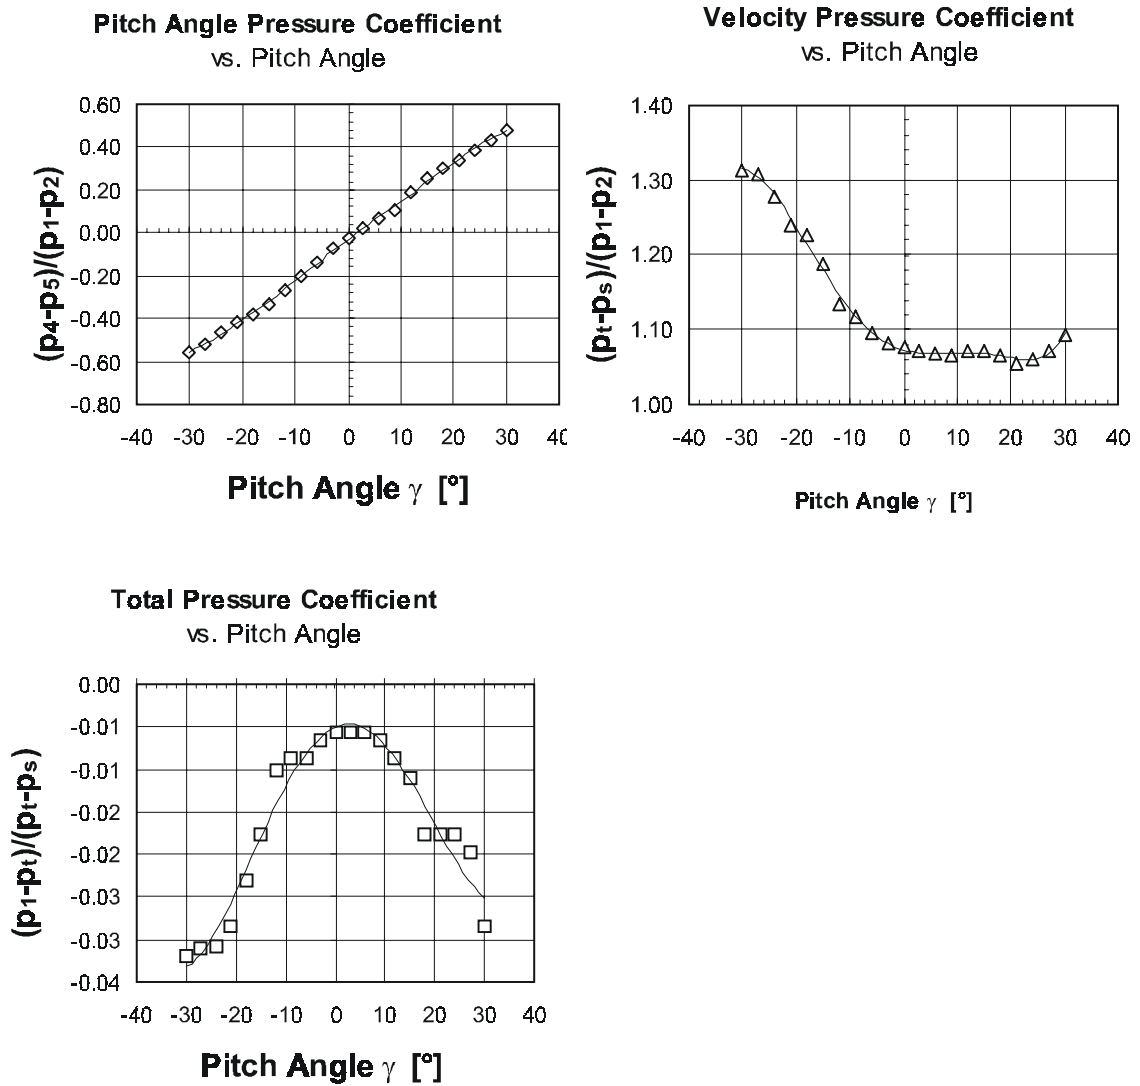 Pitch Angle Pressure Coefficient
vs. Pitch Angle
0.60
0.40
0.20
0.00
-0.20
-0.40
-0.60
-0.80
(p4-p5)/(p1-p2)
-40 -30 -20 -10 0 10 20 30 40
Pitch Angle γ [°]
Velocity Pressure Coefficient
vs. Pitch Angle
1.40
1.30
1.20
1.10
1.00
(pt-ps)/(p1-p2)
-40 -30 -20 -10 0 10 20 30 40
Pitch Angle γ [°]
Total Pressure Coefficient
vs. Pitch Angle
0.00
-0.01
-0.01
-0.02
-0.02
-0.03
-0.03
-0.04
(p1-pt)/(pt-ps)
-40 -30 -20 -10 0 10 20 30 40
Pitch Angle γ [°]